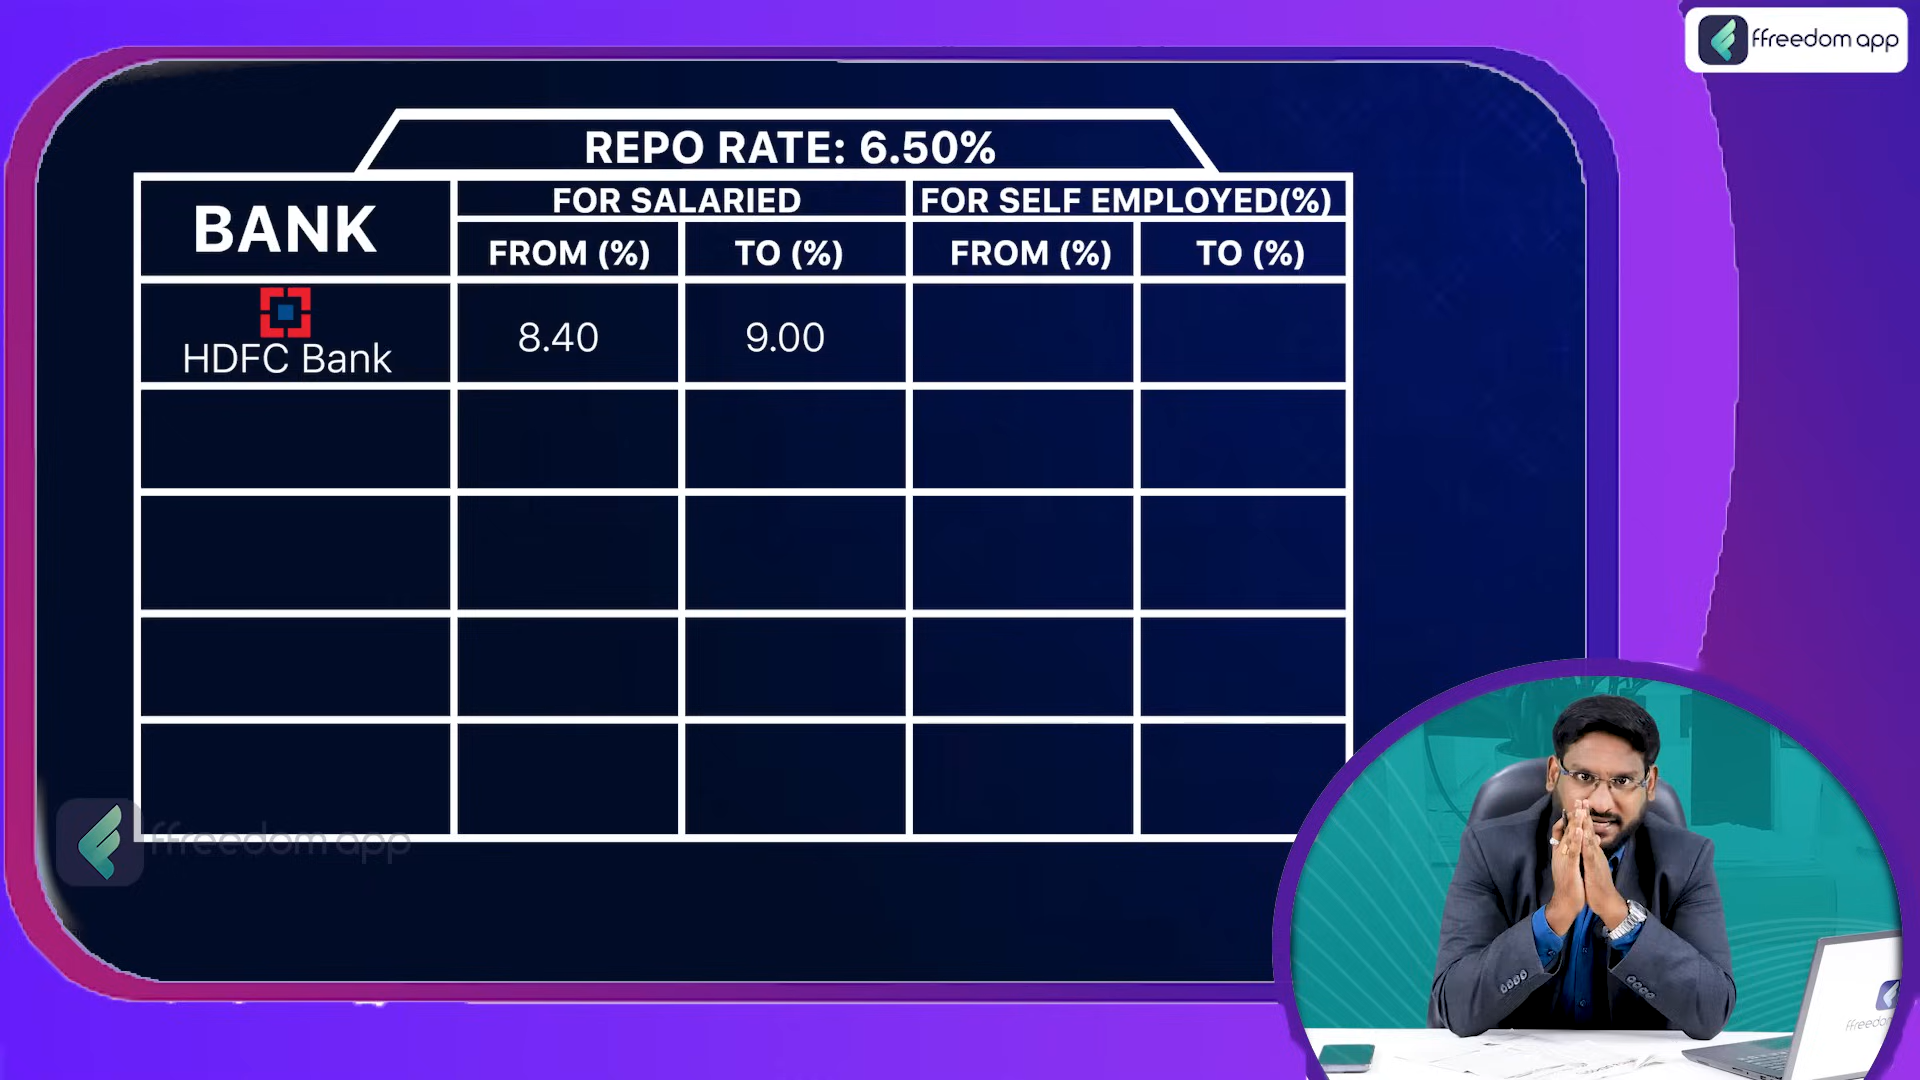 ffreedom app
REPO RATE: 6.50%
BANK
FOR SALARIED
FOR SELF EMPLOYED(%)
FROM (%)
TO (%)
FROM (%)
TO (%)
HDFC Bank
8.40
9.00
ffreedom app
ffreedo